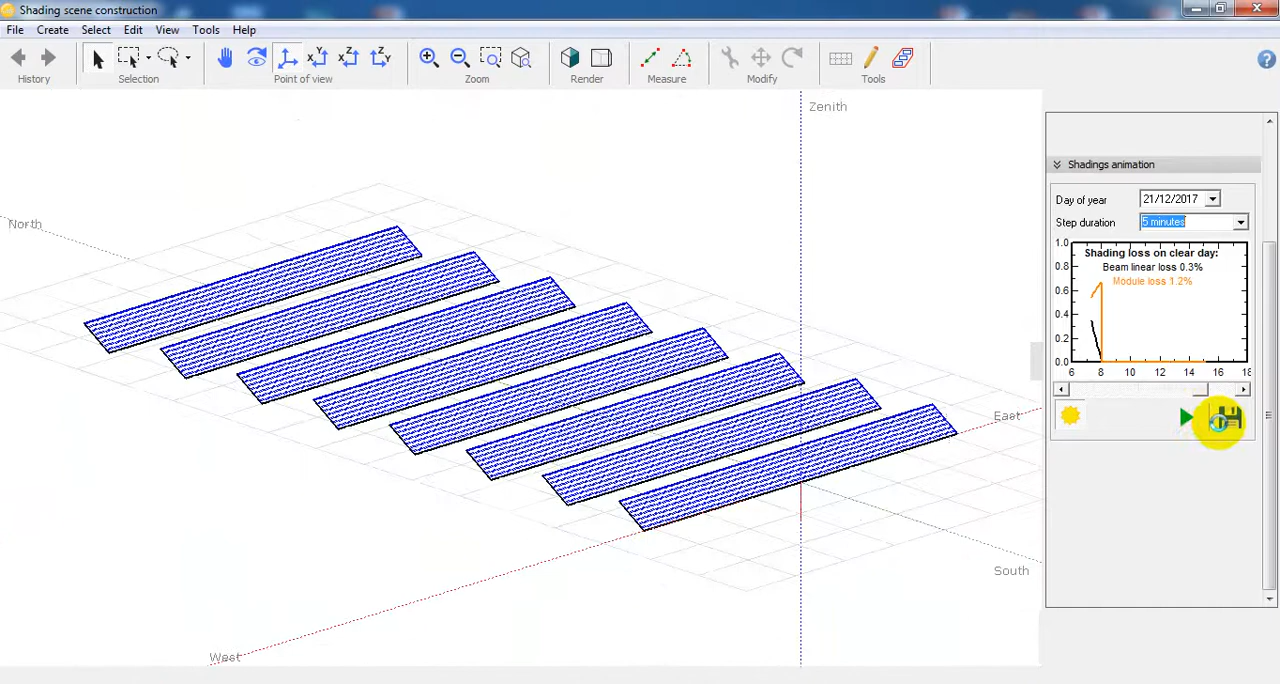 Shading scene construction
File Create Select Edit View Tools Help
History Selection Point of view Zoom Render Measure Modify Tools
Zenith
North
East
South
West
Shadings animation
Day of year 21/12/2017
Step duration 5 minutes
Shading loss on clear day:
Beam linear loss 0.3%
Module loss 1.2%
1.0
0.8
0.6
0.4
0.2
0.0
6 8 10 12 14 16 18